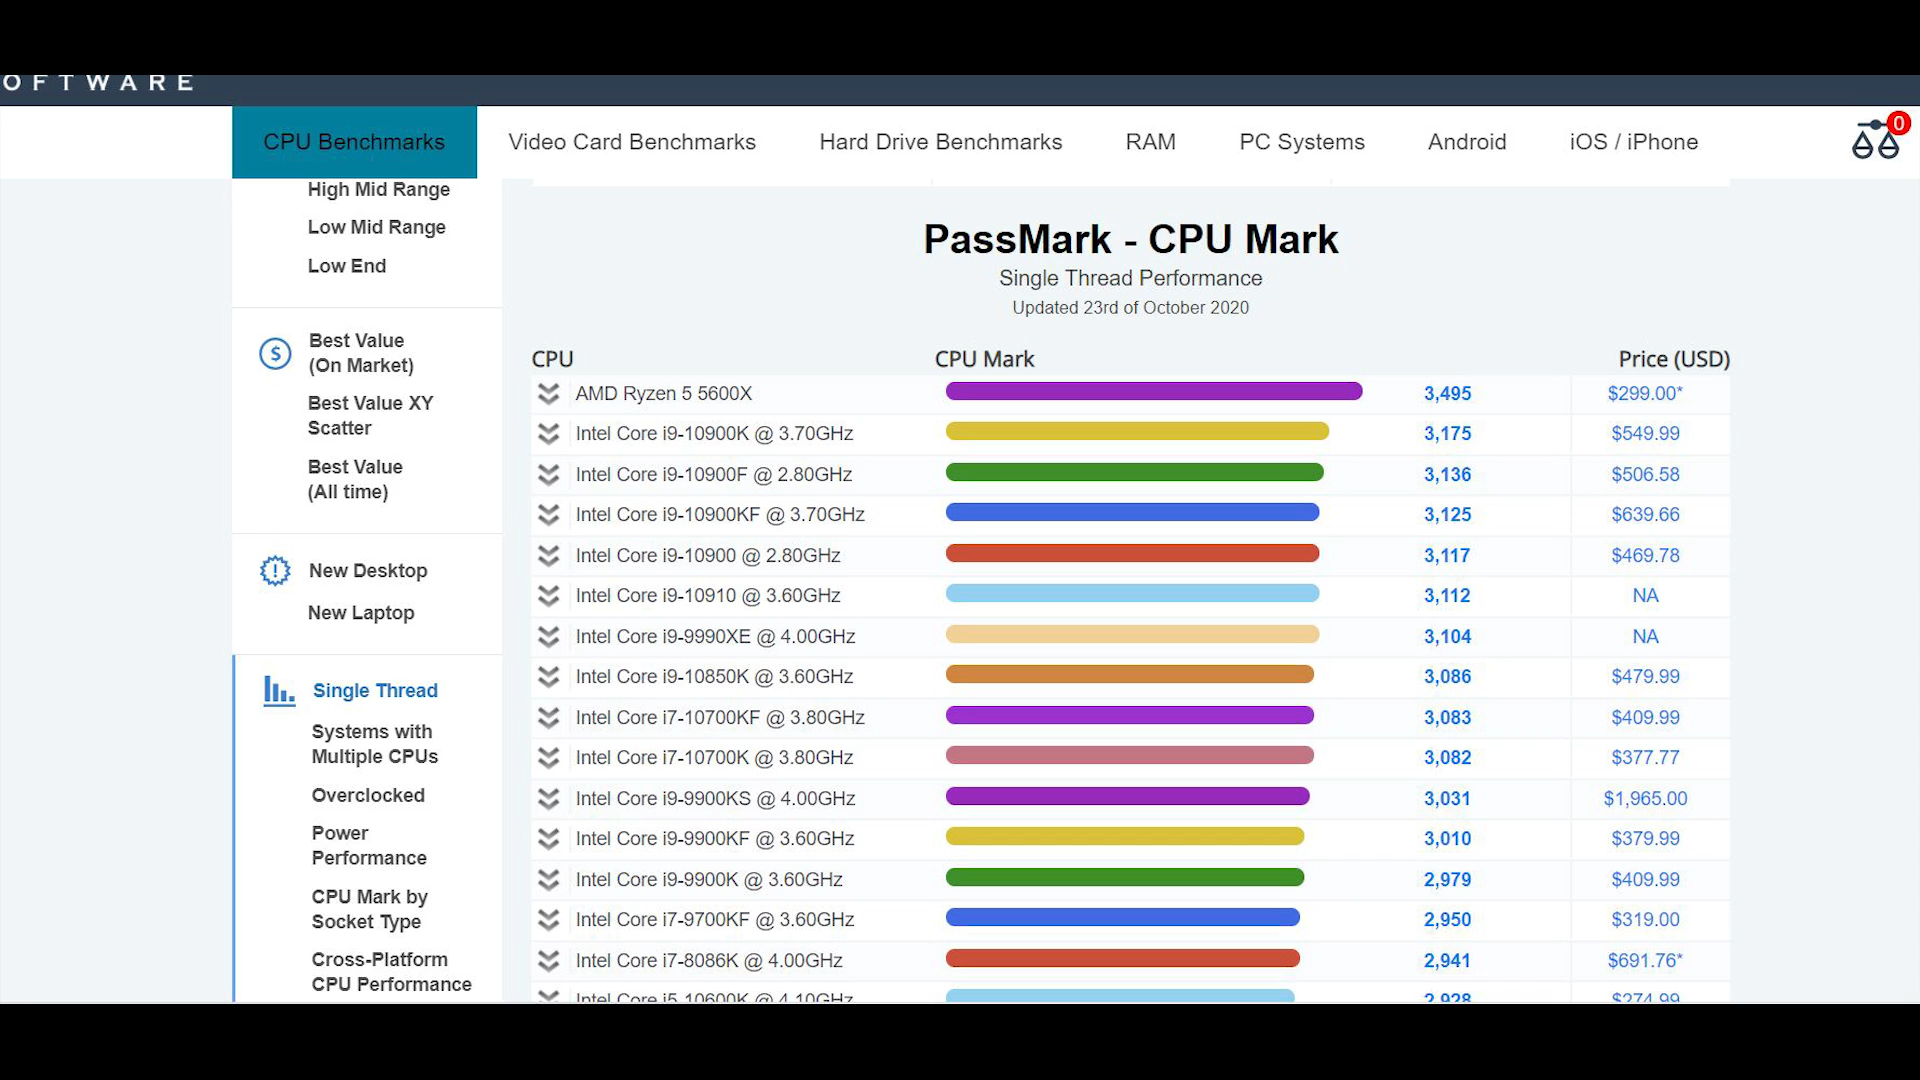 OFTWARE
CPU Benchmarks Video Card Benchmarks Hard Drive Benchmarks RAM PC Systems Android iOS / iPhone 0
High Mid Range
Low Mid Range
Low End
Best Value
(On Market)
Best Value XY
Scatter
Best Value
(All time)
New Desktop
New Laptop
Single Thread
Systems with
Multiple CPUs
Overclocked
Power
Performance
CPU Mark by
Socket Type
Cross-Platform
CPU Performance
PassMark - CPU Mark
Single Thread Performance
Updated 23rd of October 2020
CPU CPU Mark Price (USD)
AMD Ryzen 5 5600X 3,495 $299.00*
Intel Core i9-10900K @ 3.70GHz 3,175 $549.99
Intel Core i9-10900F @ 2.80GHz 3,136 $506.58
Intel Core i9-10900KF @ 3.70GHz 3,125 $639.66
Intel Core i9-10900 @ 2.80GHz 3,117 $469.78
Intel Core i9-10910 @ 3.60GHz 3,112 NA
Intel Core i9-9990XE @ 4.00GHz 3,104 NA
Intel Core i9-10850K @ 3.60GHz 3,086 $479.99
Intel Core i7-10700KF @ 3.80GHz 3,083 $409.99
Intel Core i7-10700K @ 3.80GHz 3,082 $377.77
Intel Core i9-9900KS @ 4.00GHz 3,031 $1,965.00
Intel Core i9-9900KF @ 3.60GHz 3,010 $379.99
Intel Core i9-9900K @ 3.60GHz 2,979 $409.99
Intel Core i7-9700KF @ 3.60GHz 2,950 $319.00
Intel Core i7-8086K @ 4.00GHz 2,941 $691.76*
Intel Core i5-10600K @ 4.10GHz 2,928 $274.99